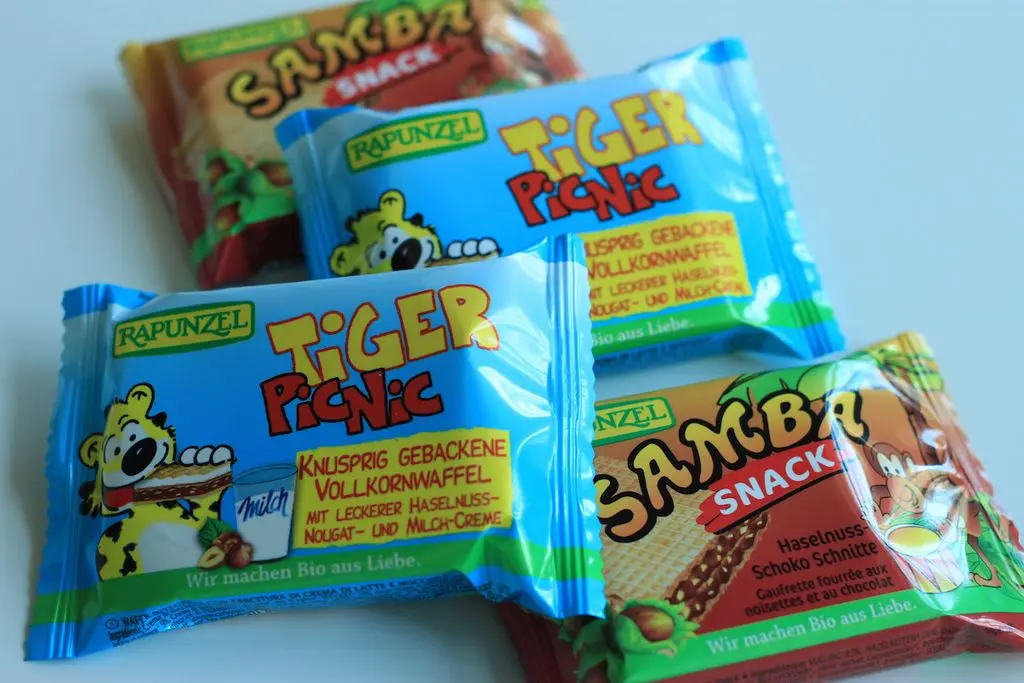 RAPUNZEL
SAMBA
SNACK
RAPUNZEL
TiGER
PicNic
KNUSPRIG GEBACKENE
VOLLKORNWAFFEL
MIT LECKERER HASELNUSS-
NOUGAT- UND MILCH-CREME
Bio aus Liebe.
RAPUNZEL
TiGER
PicNic
KNUSPRIG GEBACKENE
VOLLKORNWAFFEL
MIT LECKERER HASELNUSS-
NOUGAT- UND MILCH-CREME
milch
Wir machen Bio aus Liebe.
UNZEL
SAMBA
SNACK
Haselnuss-
Schoko Schnitte
Gaufrette fourrée aux
noisettes et au chocolat
Wir machen Bio aus Liebe.